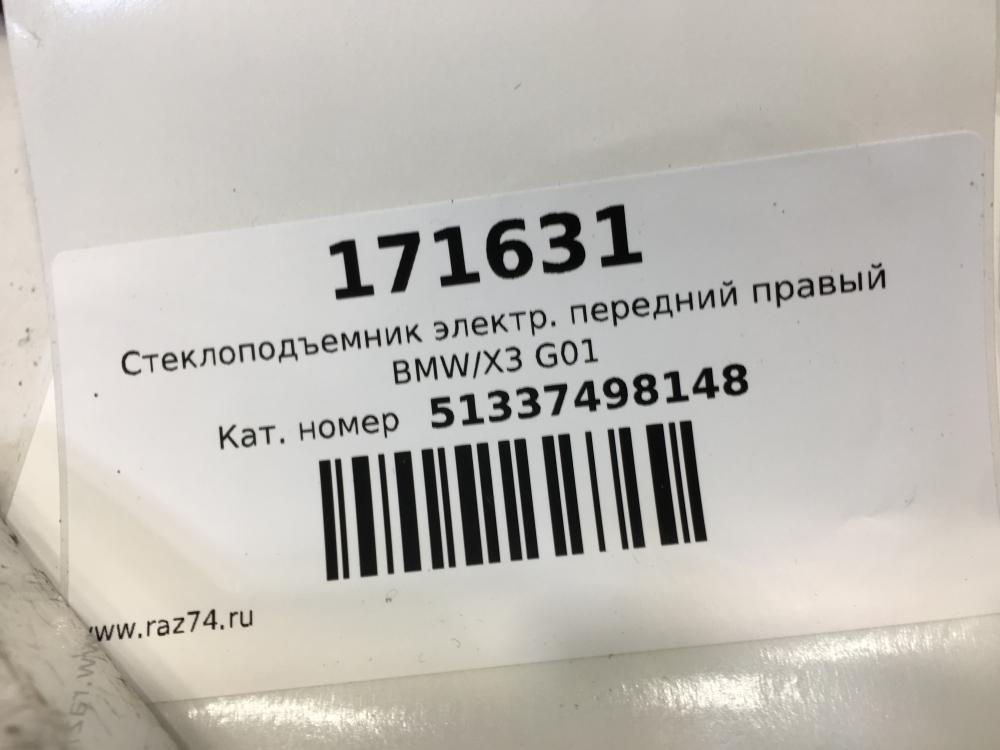 171631
Стеклоподъемник электр. передний правый
BMW/X3 G01
Кат. номер 51337498148
www.raz74.ru